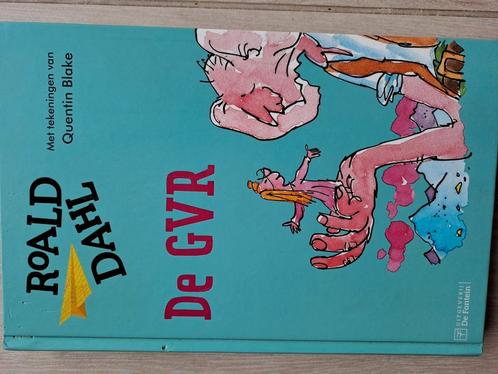 ROALD
DAHL
Met tekeningen van
Quentin Blake
De GVR
UITGEVERIJ
De Fontein